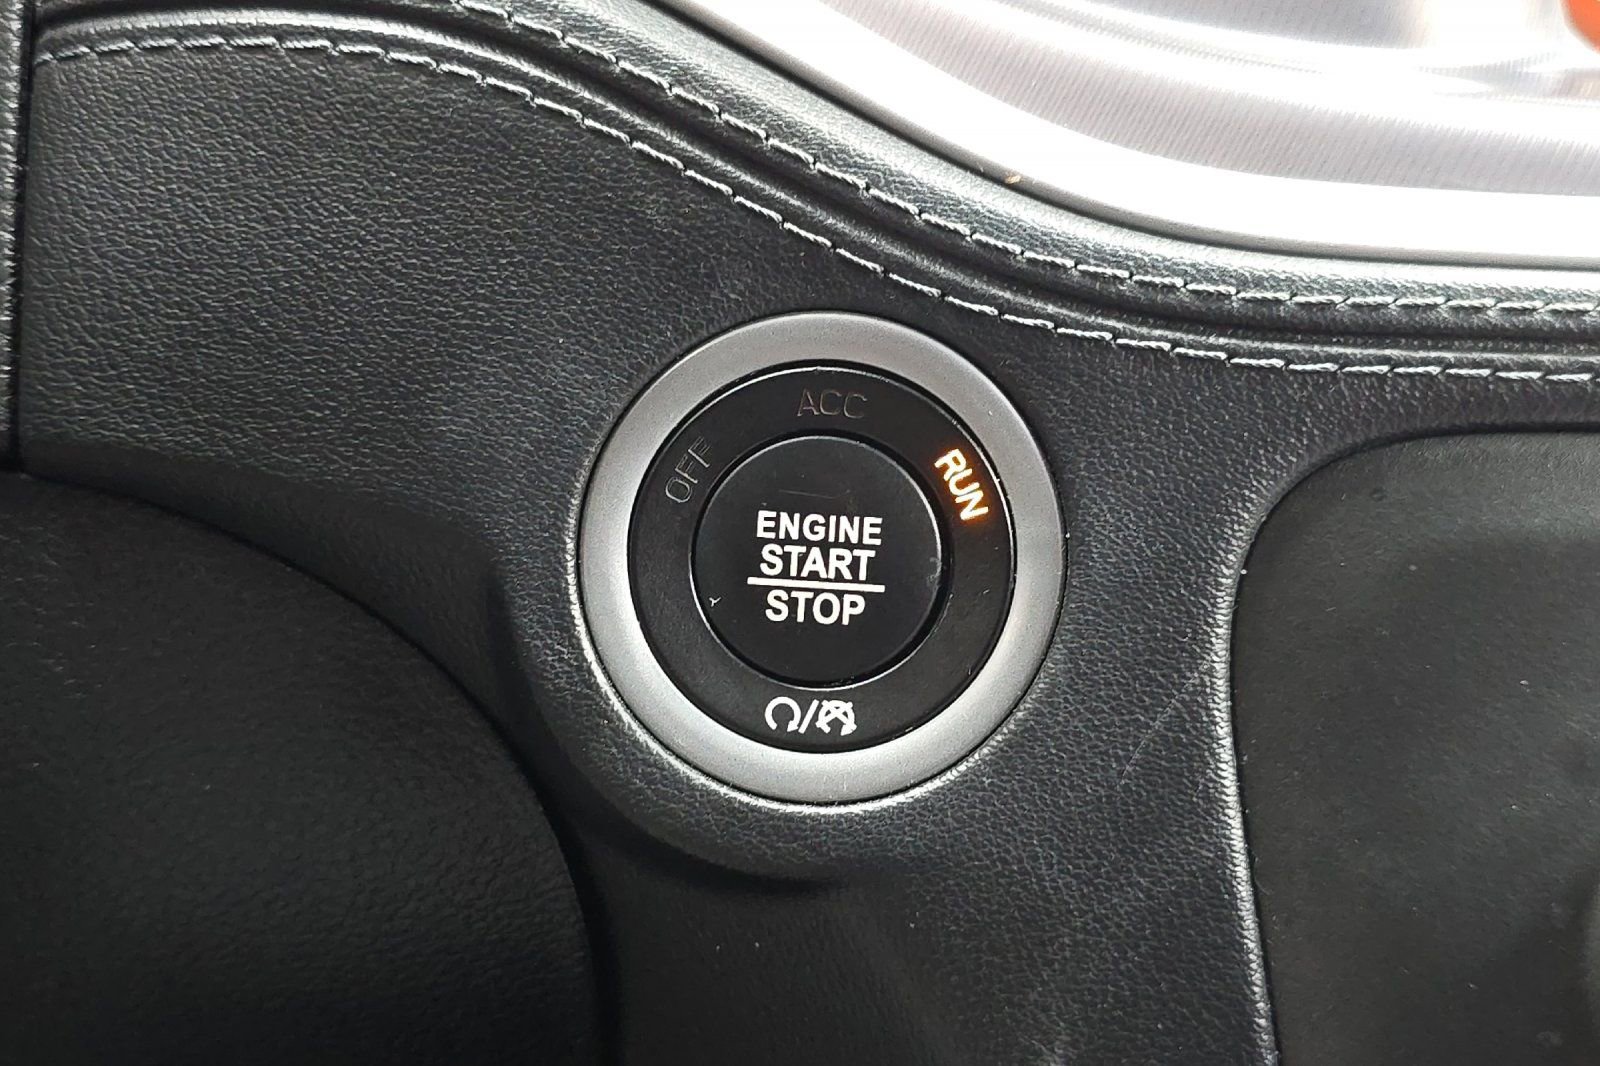 ACC
OFF
RUN
ENGINE
START
STOP